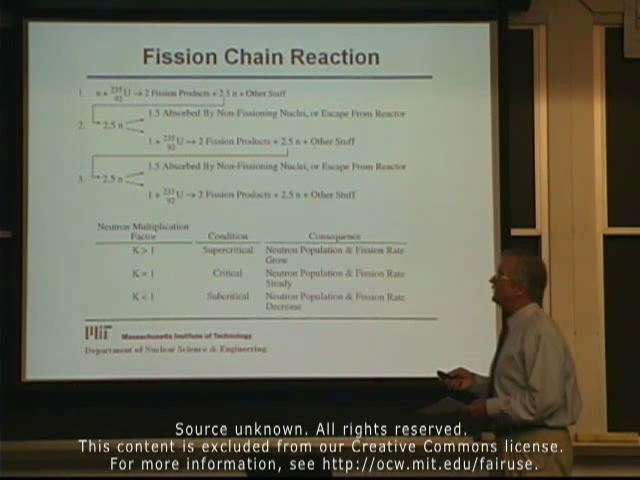 Fission Chain Reaction
1. n + 235 92 U → 2 Fission Products + 2.5 n + Other Stuff
1.5 Absorbed By Non-Fissioning Nuclei, or Escape From Reactor
2. 2.5 n
1 + 235 92 U → 2 Fission Products + 2.5 n + Other Stuff
1.5 Absorbed By Non-Fissioning Nuclei, or Escape From Reactor
3. 2.5 n
1 + 235 92 U → 2 Fission Products + 2.5 n + Other Stuff
Neutron Multiplication Factor Condition Consequence
K > 1 Supercritical Neutron Population & Fission Rate Grow
K = 1 Critical Neutron Population & Fission Rate Steady
K < 1 Subcritical Neutron Population & Fission Rate Decrease
MIT Massachusetts Institute of Technology
Department of Nuclear Science & Engineering
Source unknown. All rights reserved.
This content is excluded from our Creative Commons license.
For more information, see http://ocw.mit.edu/fairuse.